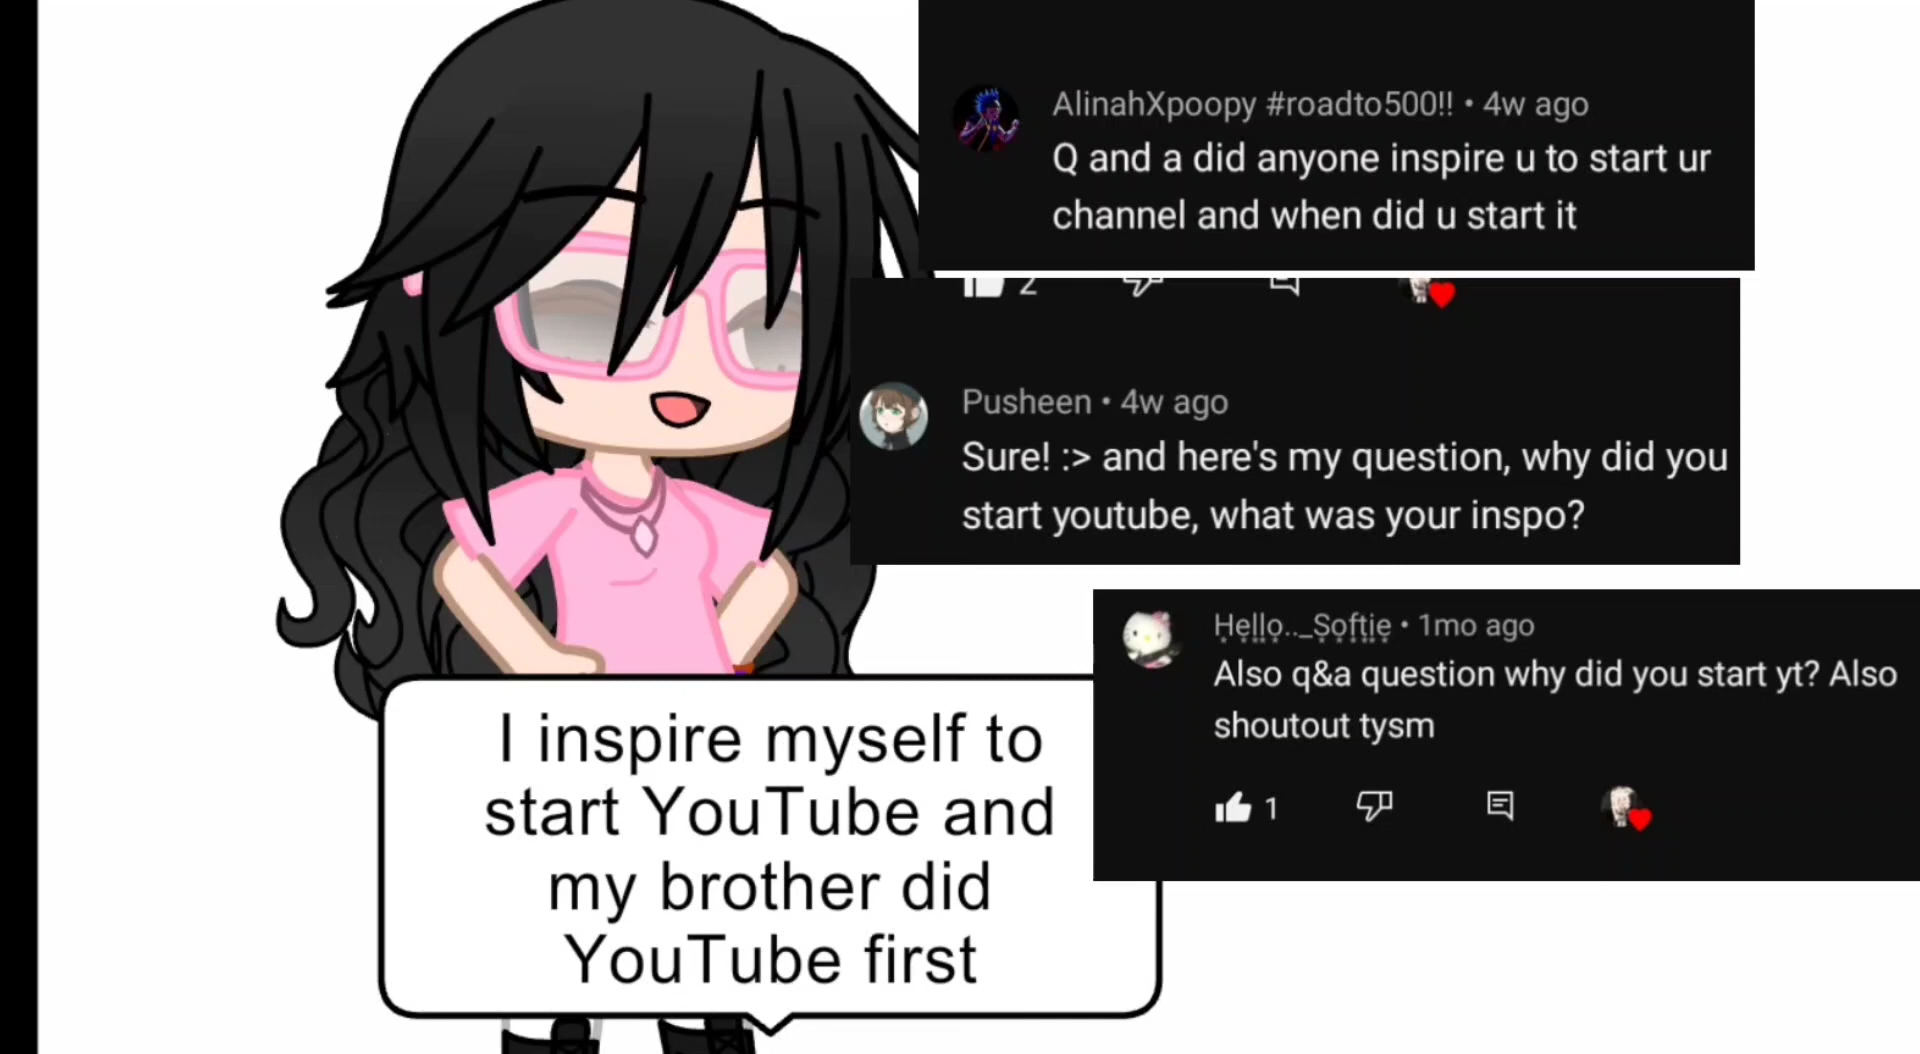 AlinahXpoopy #roadto500!! • 4w ago
Q and a did anyone inspire u to start ur
channel and when did u start it
2
Pusheen • 4w ago
Sure! :> and here's my question, why did you
start youtube, what was your inspo?
Hello.._Softie • 1mo ago
Also q&a question why did you start yt? Also
shoutout tysm
1
I inspire myself to
start YouTube and
my brother did
YouTube first